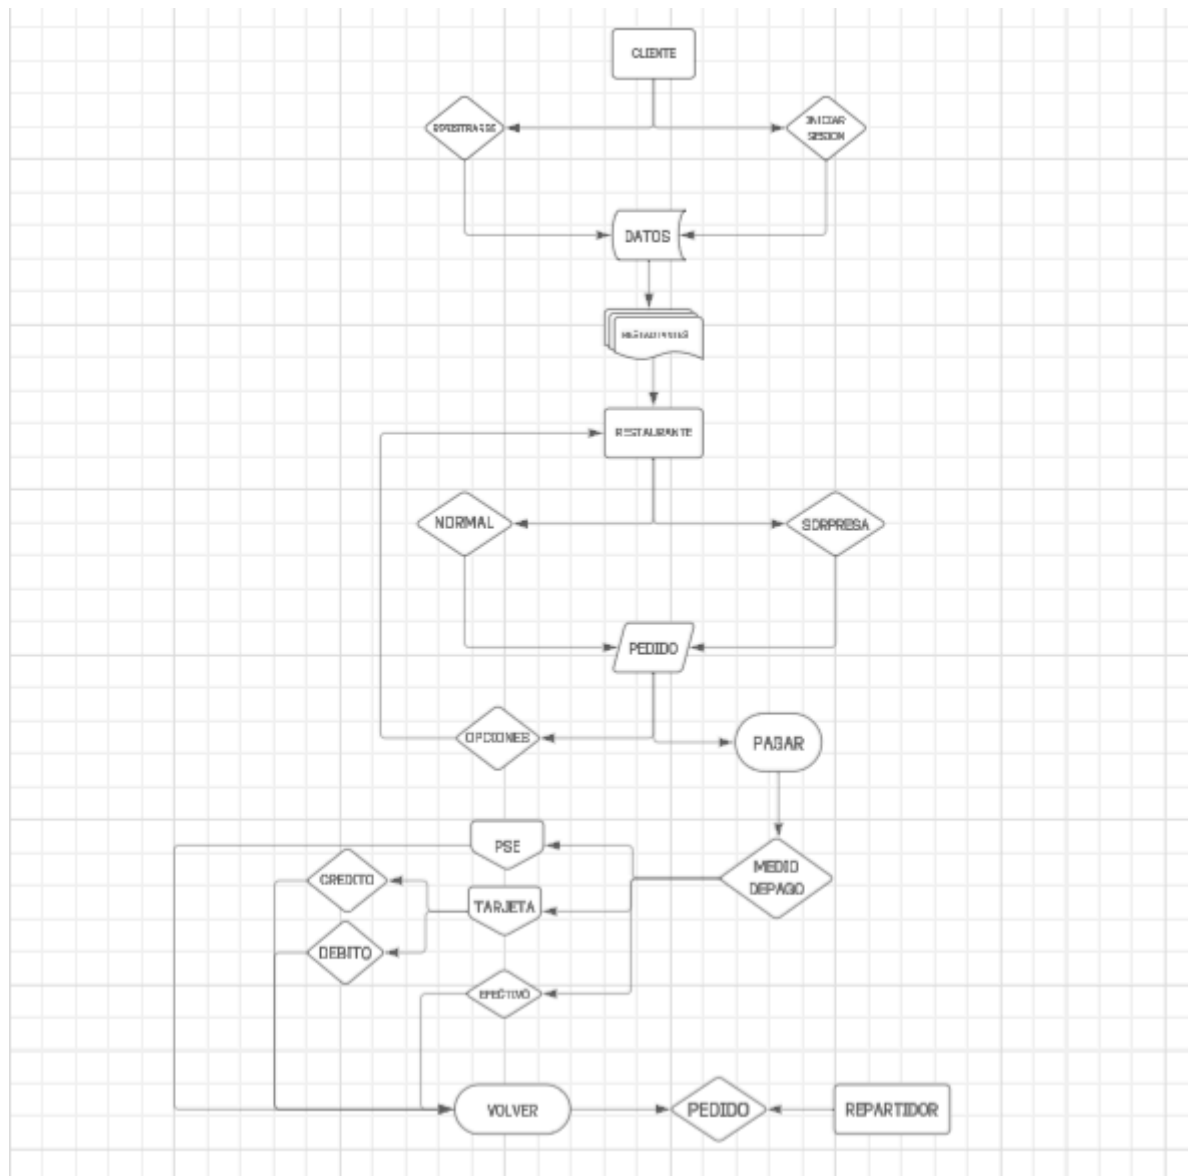 CLIENTE
REGISTRARSE
INICIAR
SESION
DATOS
RESTAURANTE
NORMAL
SORPRESA
PEDIDO
OPCIONES
PAGAR
PSE
MEDIO
DEPAGO
CREDITO
TARJETA
DEBITO
EFECTIVO
VOLVER
PEDIDO
REPARTIDOR